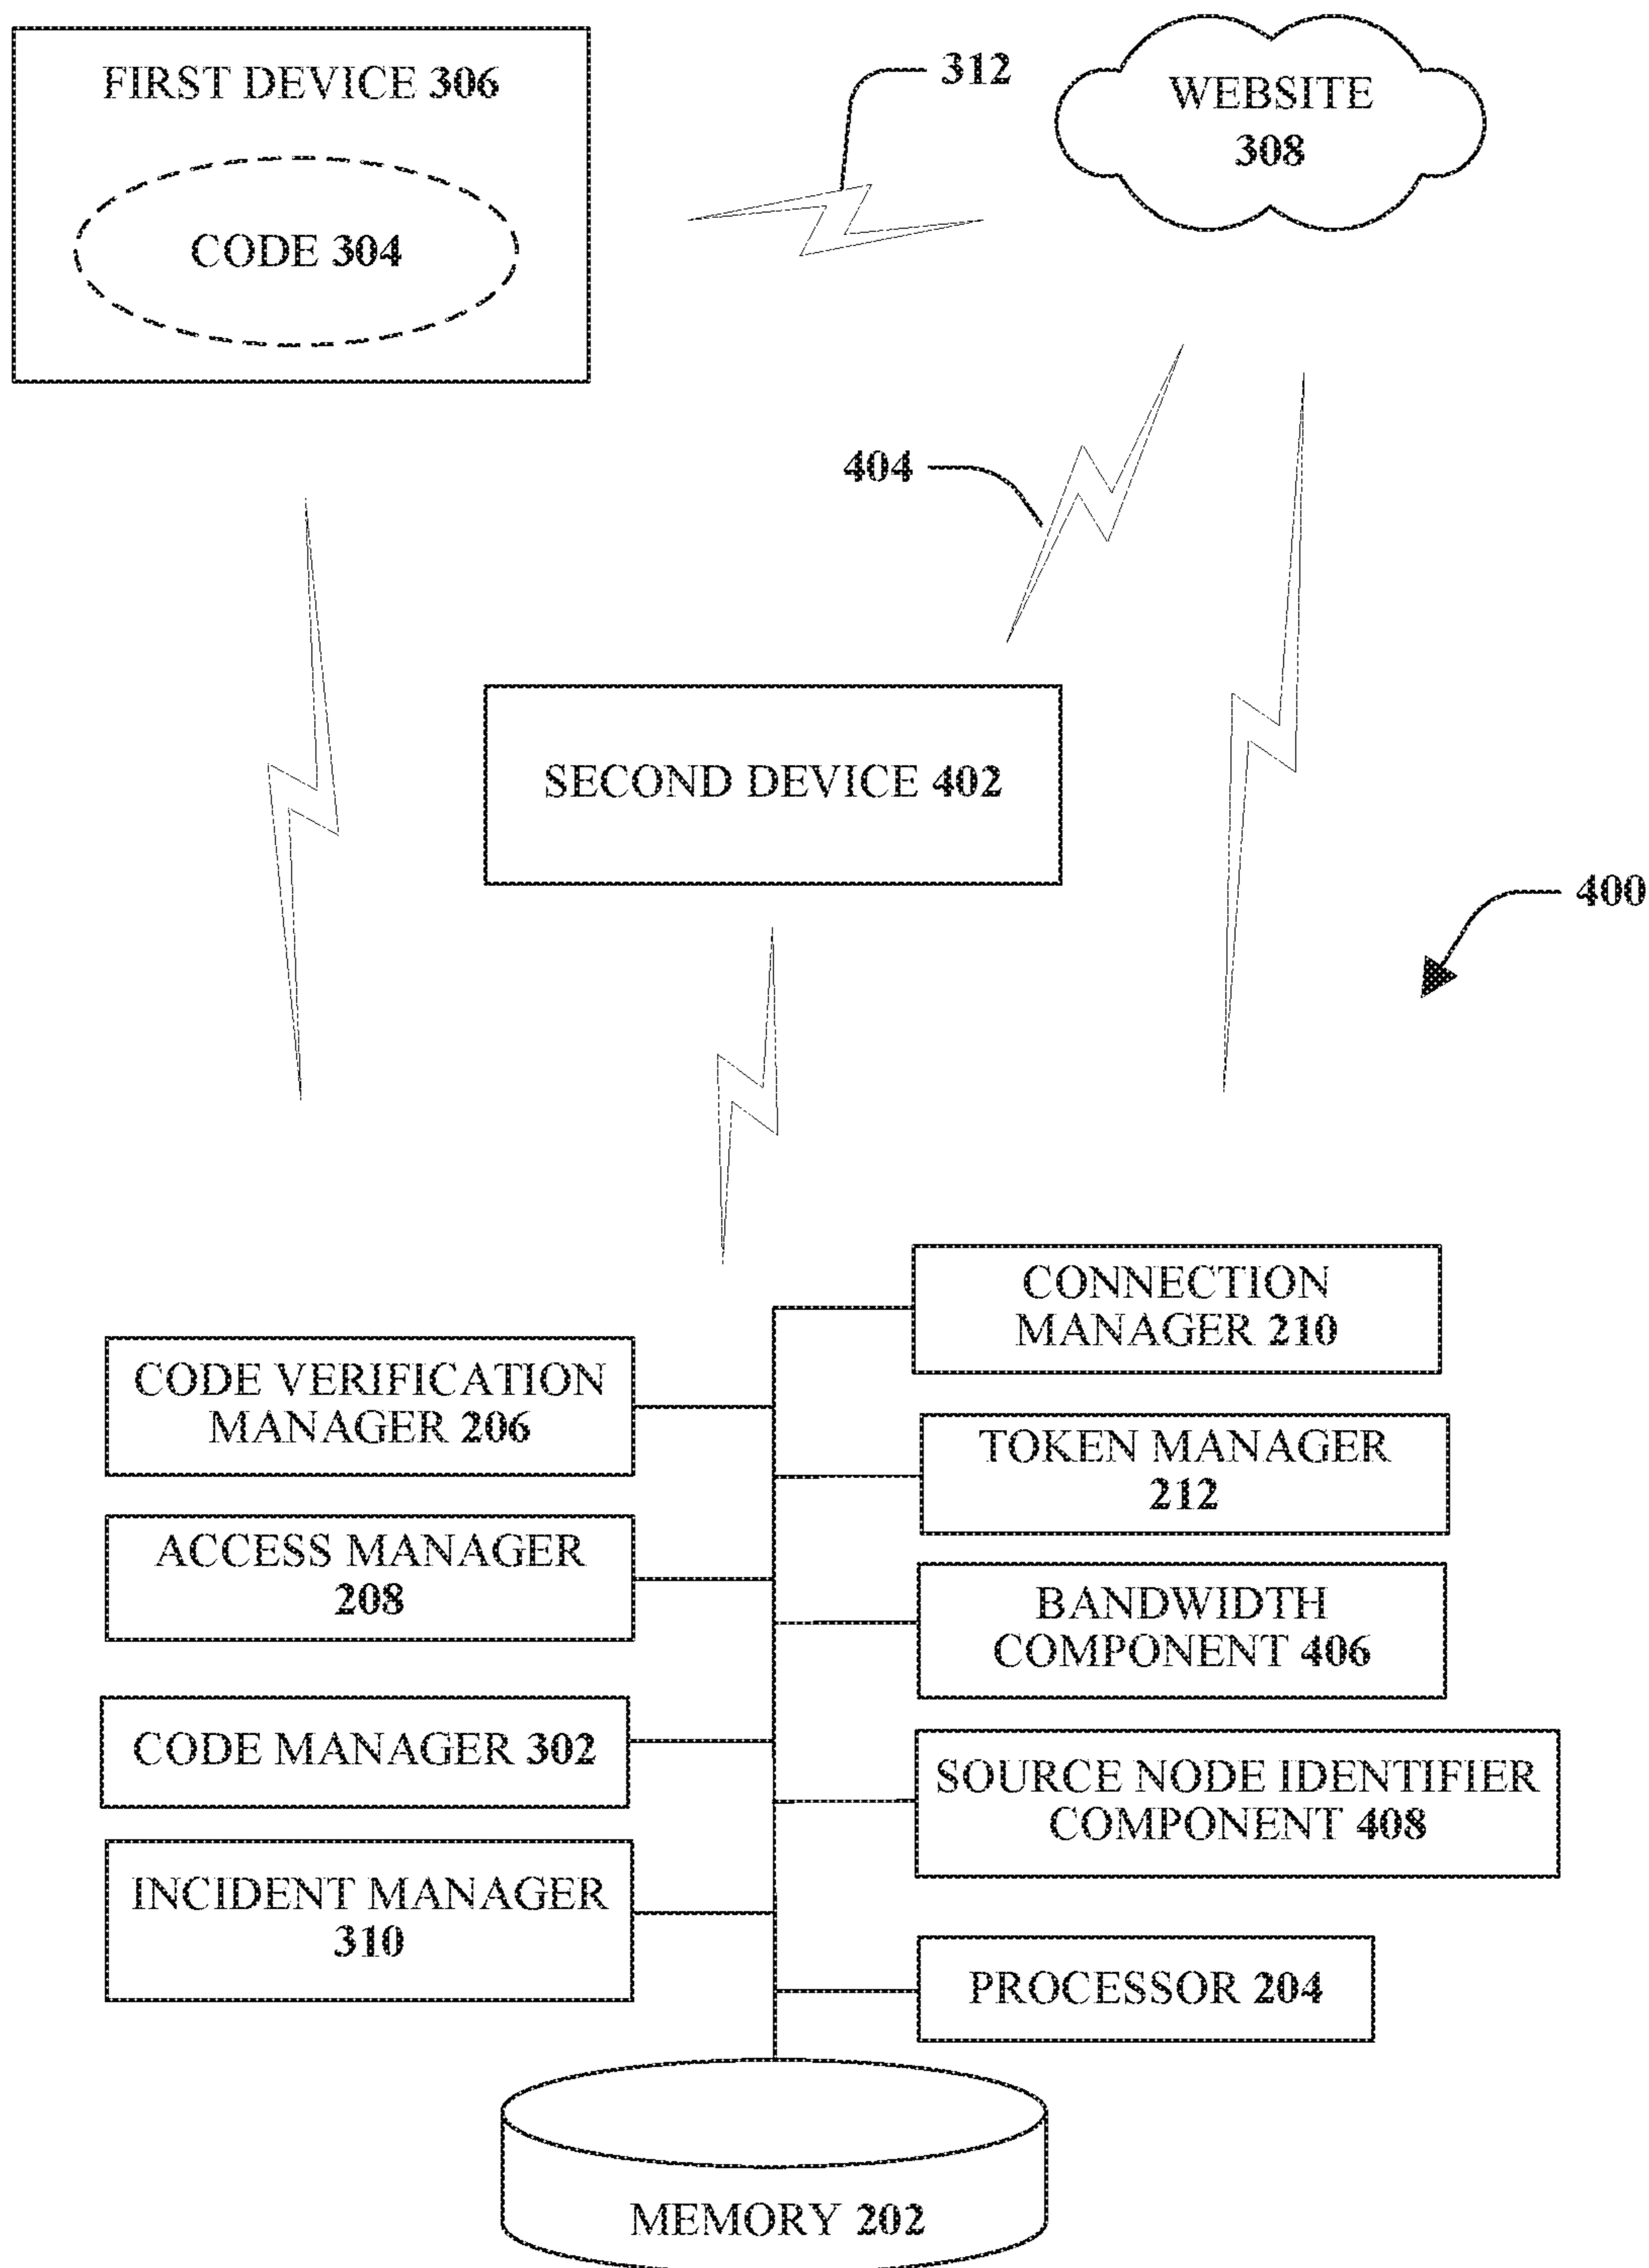 FIRST DEVICE 306
CODE 304
312
WEBSITE
308
404
SECOND DEVICE 402
400
CONNECTION
MANAGER 210
CODE VERIFICATION
MANAGER 206
TOKEN MANAGER
212
ACCESS MANAGER
208
BANDWIDTH
COMPONENT 406
CODE MANAGER 302
SOURCE NODE IDENTIFIER
COMPONENT 408
INCIDENT MANAGER
310
PROCESSOR 204
MEMORY 202